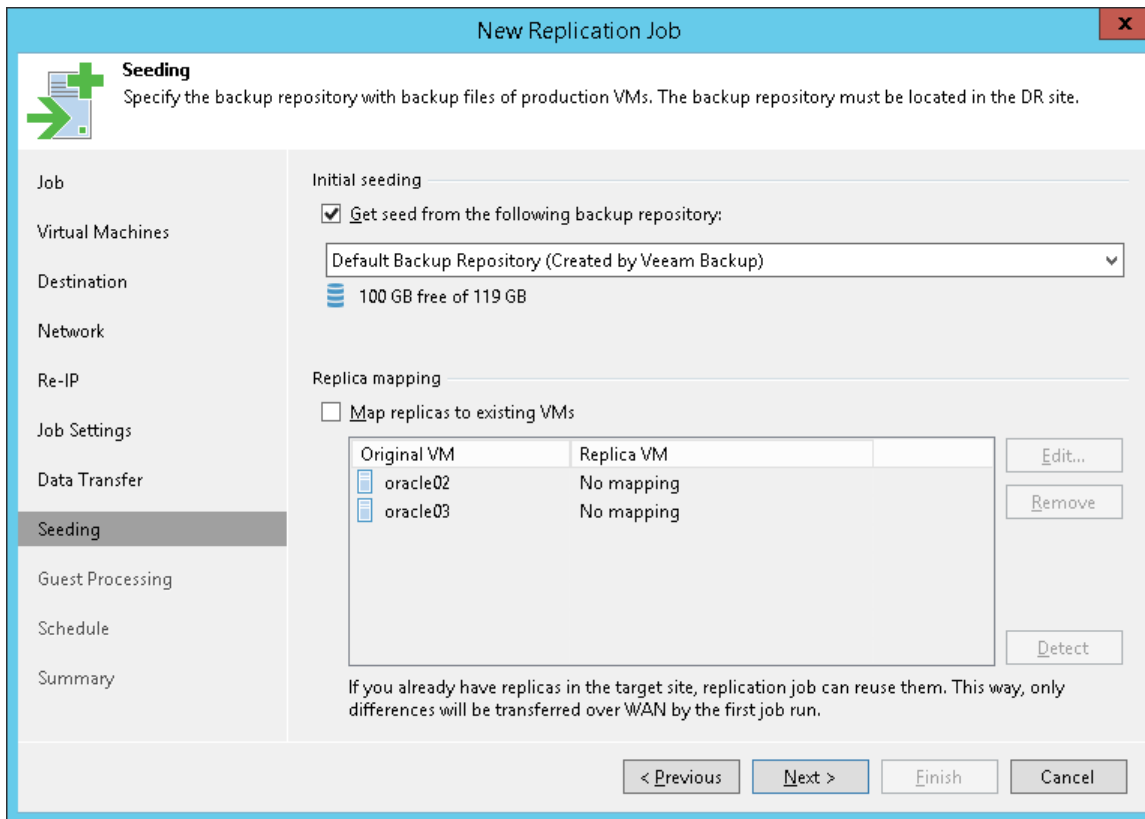 New Replication Job
x
Seeding
Specify the backup repository with backup files of production VMs. The backup repository must be located in the DR site.
Job
Virtual Machines
Destination
Network
Re-IP
Job Settings
Data Transfer
Seeding
Guest Processing
Schedule
Summary
Initial seeding
Get seed from the following backup repository:
Default Backup Repository (Created by Veeam Backup)
100 GB free of 119 GB
Replica mapping
Map replicas to existing VMs
Original VM Replica VM
oracle02 No mapping
oracle03 No mapping
Edit...
Remove
Detect
If you already have replicas in the target site, replication job can reuse them. This way, only
differences will be transferred over WAN by the first job run.
< Previous Next > Finish Cancel